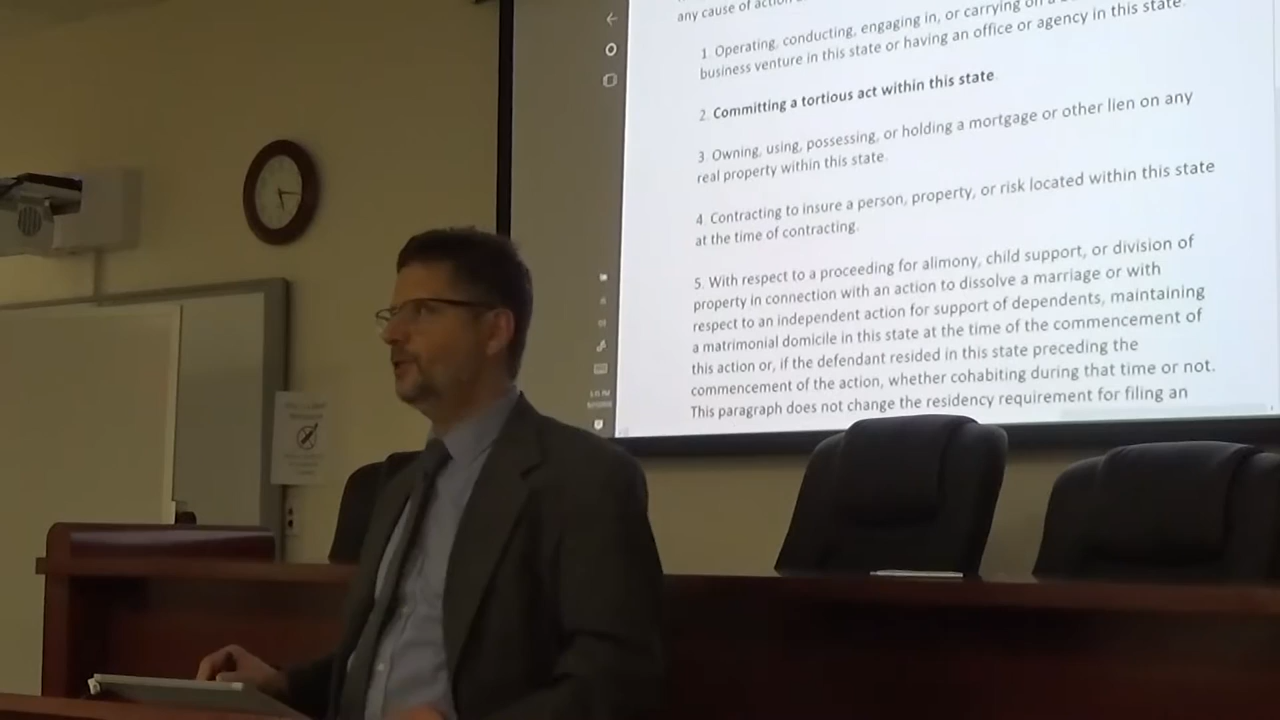 any cause of action
1. Operating, conducting, engaging in, or carrying on a
business venture in this state or having an office or agency in this state.
2. Committing a tortious act within this state.
3. Owning, using, possessing, or holding a mortgage or other lien on any
real property within this state.
4. Contracting to insure a person, property, or risk located within this state
at the time of contracting.
5. With respect to a proceeding for alimony, child support, or division of
property in connection with an action to dissolve a marriage or with
respect to an independent action for support of dependents, maintaining
a matrimonial domicile in this state at the time of the commencement of
this action or, if the defendant resided in this state preceding the
commencement of the action, whether cohabiting during that time or not.
This paragraph does not change the residency requirement for filing an